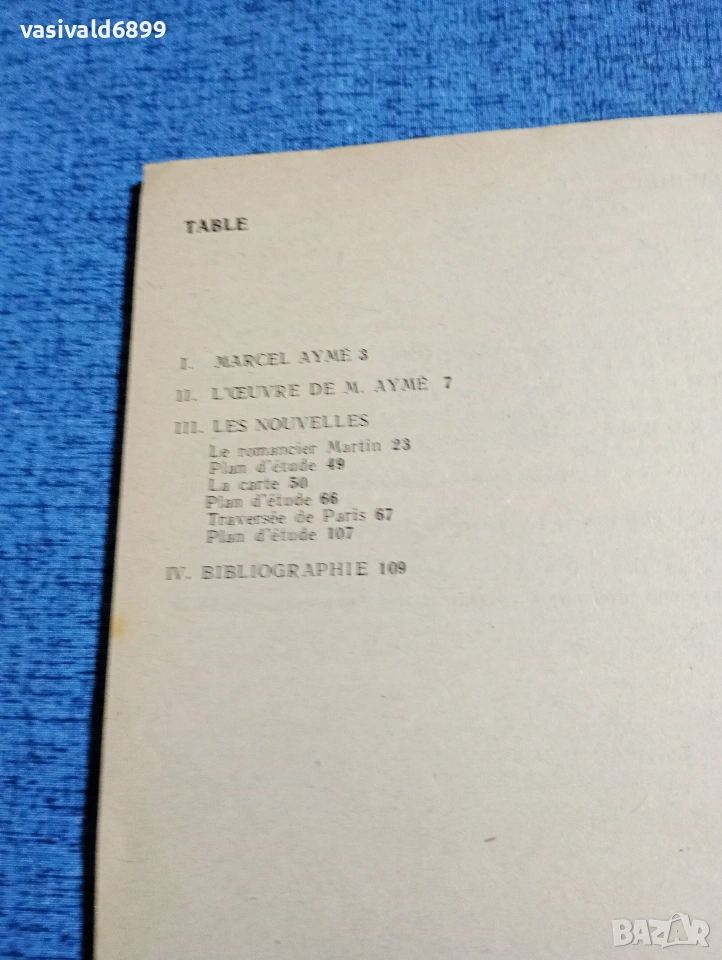 vasivald6899
TABLE
I. MARCEL AYMÉ 3
II. L'ŒUVRE DE M. AYMÉ 7
III. LES NOUVELLES
Le romancier Martin 23
Plan d'étude 49
La carte 50
Plan d'étude 66
Traversée de Paris 67
Plan d'étude 107
IV. BIBLIOGRAPHIE 109
BAZAR